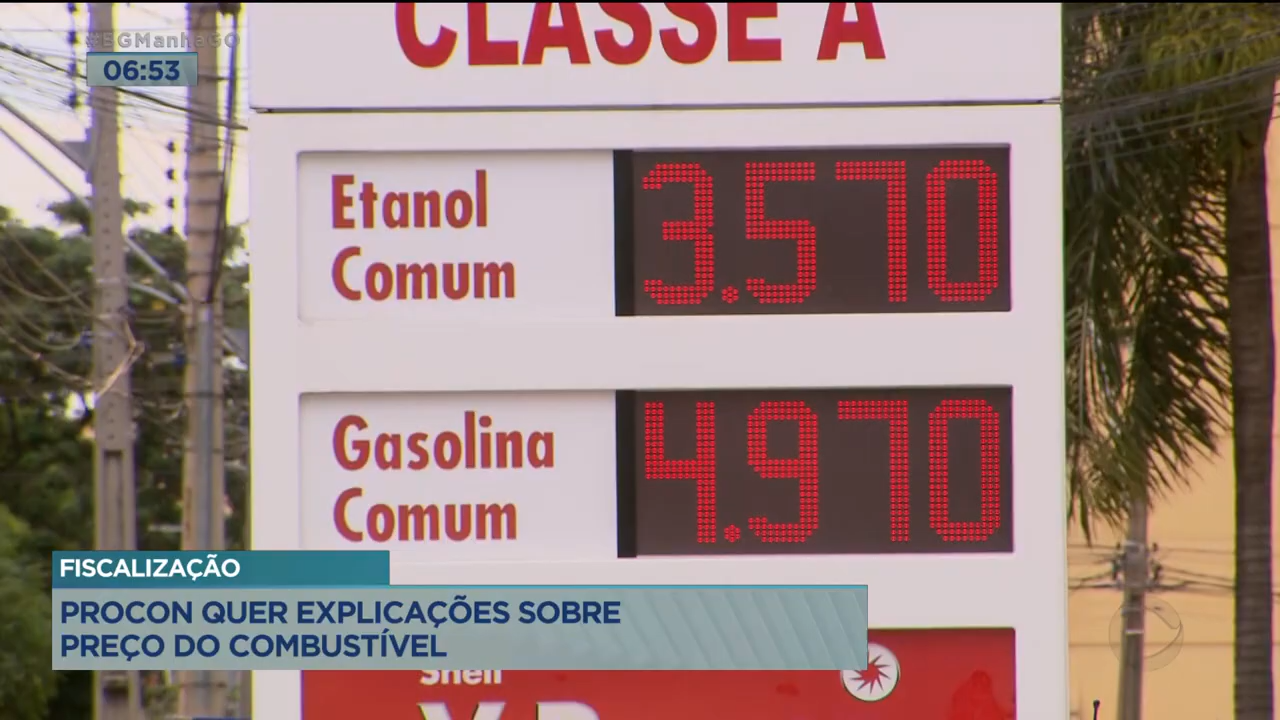 #BGManhãGO
06:53
CLASSE A
Etanol
Comum
3.570
Gasolina
Comum
4.970
FISCALIZAÇÃO
PROCON QUER EXPLICAÇÕES SOBRE
PREÇO DO COMBUSTÍVEL
Shell